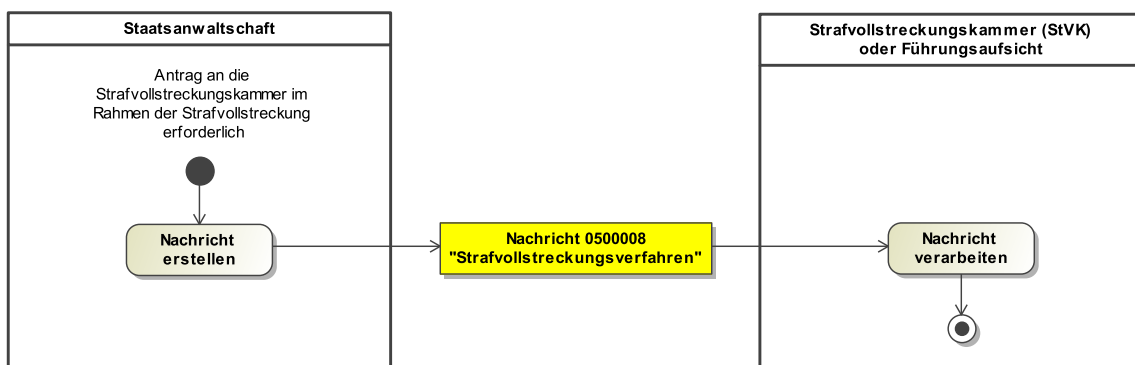 Staatsanwaltschaft
Strafvollstreckungskammer (StVK)
oder Führungsaufsicht
Antrag an die
Strafvollstreckungskammer im
Rahmen der Strafvollstreckung
erforderlich
Nachricht
erstellen
Nachricht 0500008
"Strafvollstreckungsverfahren"
Nachricht
verarbeiten